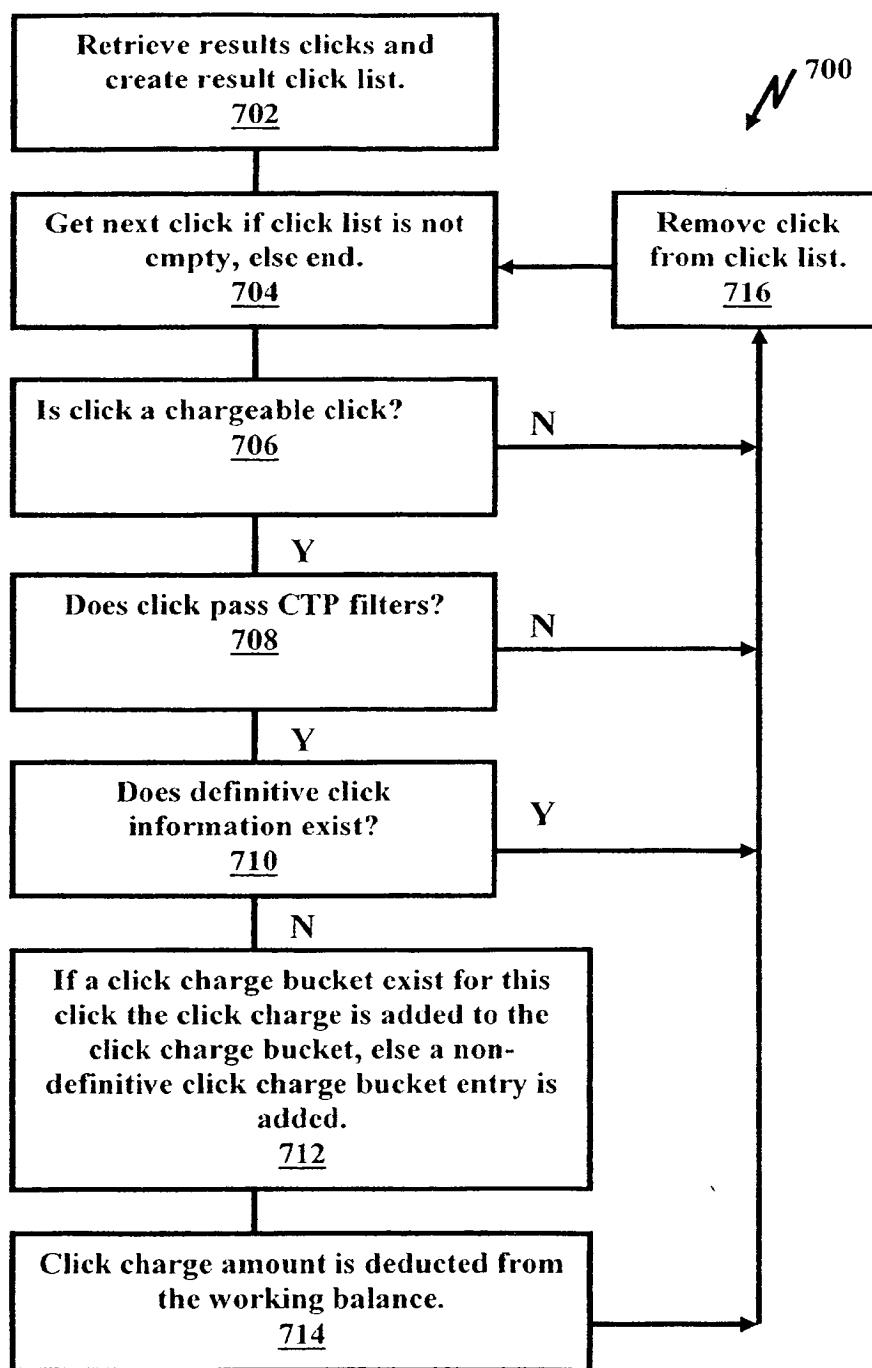 Retrieve results clicks and
create result click list.
702
700
Get next click if click list is not
empty, else end.
704
Remove click
from click list.
716
Is click a chargeable click?
706
N
Y
Does click pass CTP filters?
708
N
Y
Does definitive click
information exist?
710
Y
N
If a click charge bucket exist for this
click the click charge is added to the
click charge bucket, else a non-
definitive click charge bucket entry is
added.
712
Click charge amount is deducted from
the working balance.
714